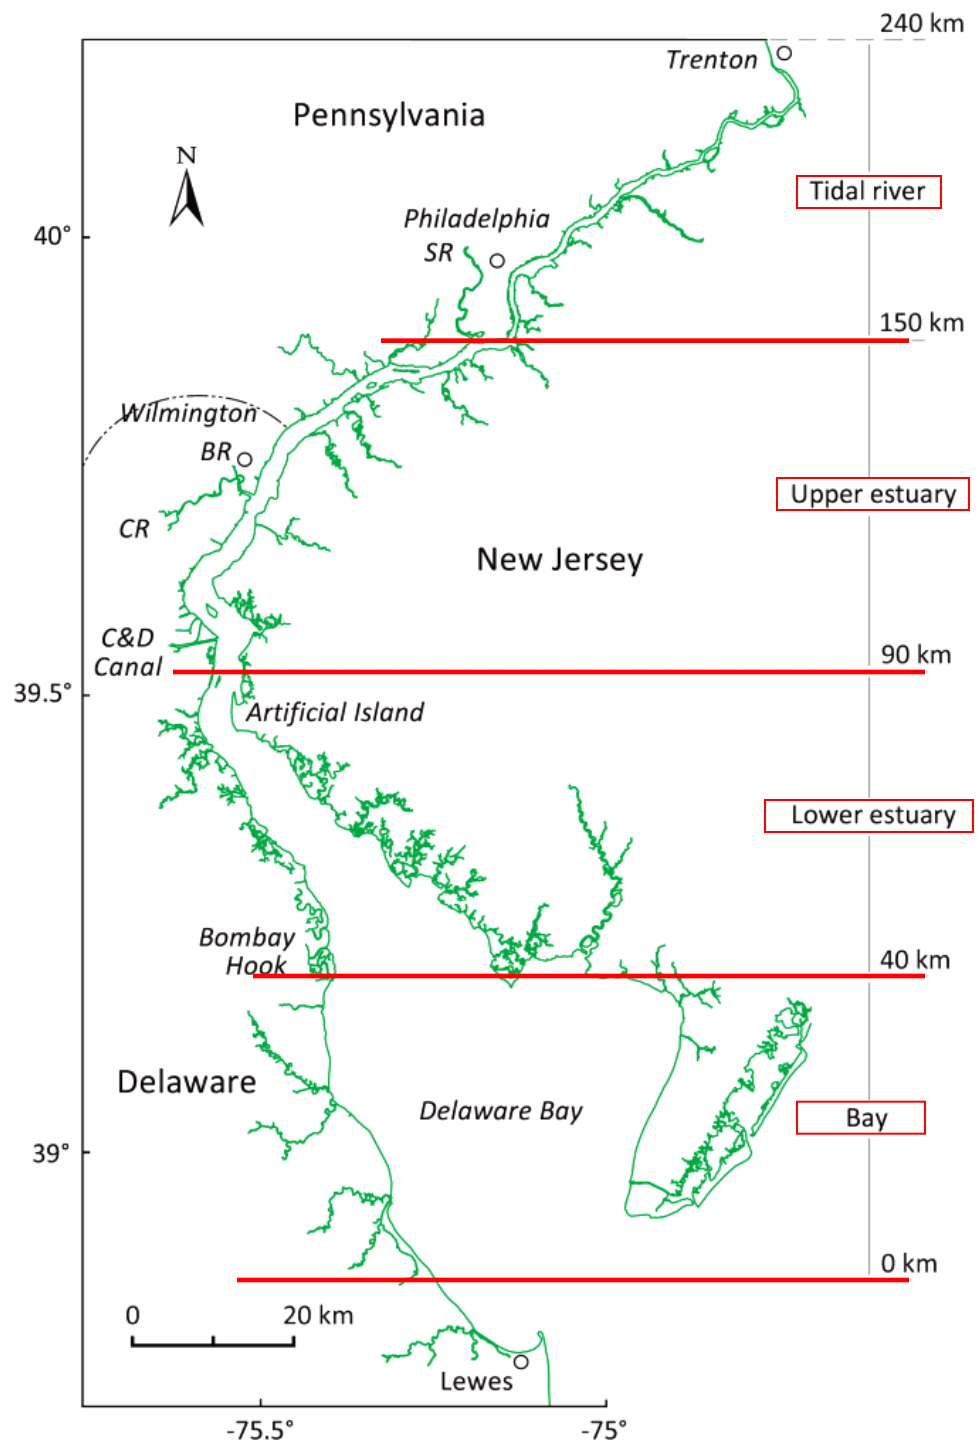 240 km
Trenton
Pennsylvania
N
Tidal river
Philadelphia
SR
40°
150 km
Wilmington
BR
Upper estuary
CR
New Jersey
C&D
Canal
90 km
39.5°
Artificial Island
Lower estuary
Bombay
Hook
40 km
Delaware
Delaware Bay
Bay
39°
0 km
0 20 km
Lewes
-75.5° -75°